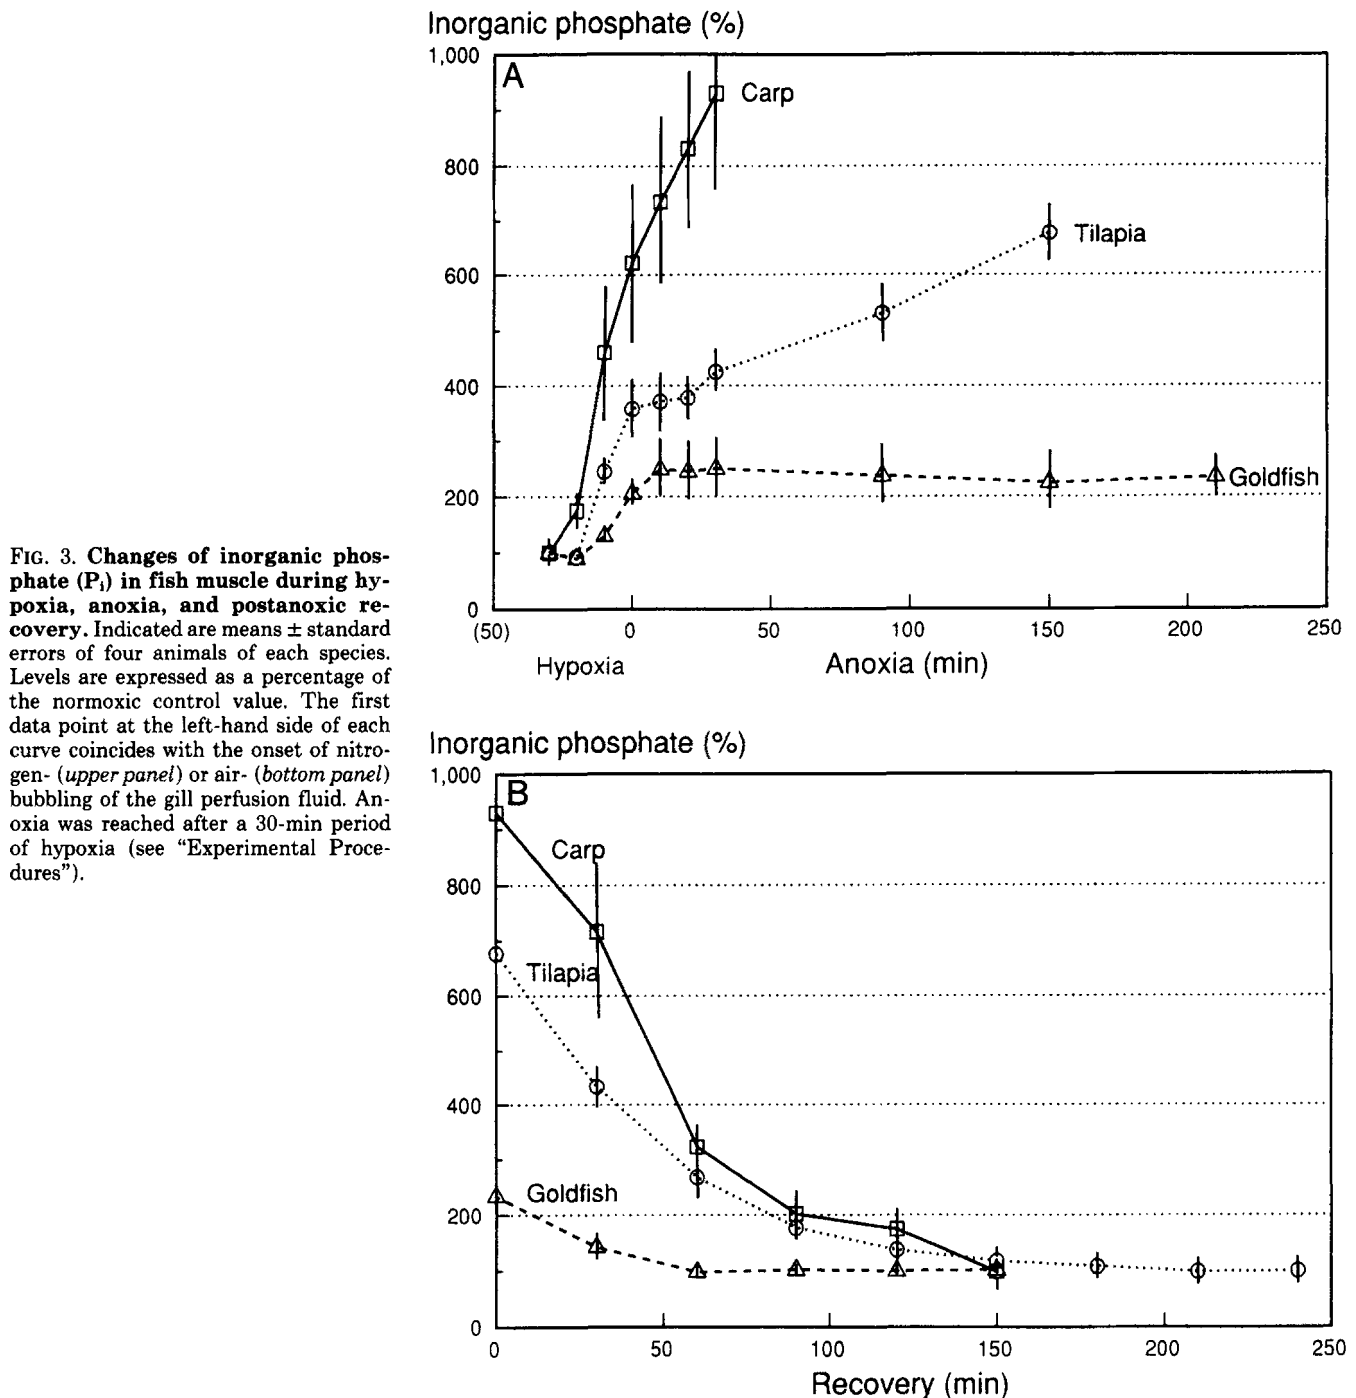 Inorganic phosphate (%)
1,000
A
Carp
800
Tilapia
600
400
Goldfish
200
0
(50)
0
50
100
150
200
250
Hypoxia
Anoxia (min)
FIG. 3. Changes of inorganic phos-
phate (Pi) in fish muscle during hy-
poxia, anoxia, and postanoxic re-
covery. Indicated are means ± standard
errors of four animals of each species.
Levels are expressed as a percentage of
the normoxic control value. The first
data point at the left-hand side of each
curve coincides with the onset of nitro-
gen- (upper panel) or air- (bottom panel)
bubbling of the gill perfusion fluid. An-
oxia was reached after a 30-min period
of hypoxia (see “Experimental Proce-
dures”).
Inorganic phosphate (%)
1,000
B
Carp
800
Tilapia
600
400
Goldfish
200
0
0
50
100
150
200
250
Recovery (min)